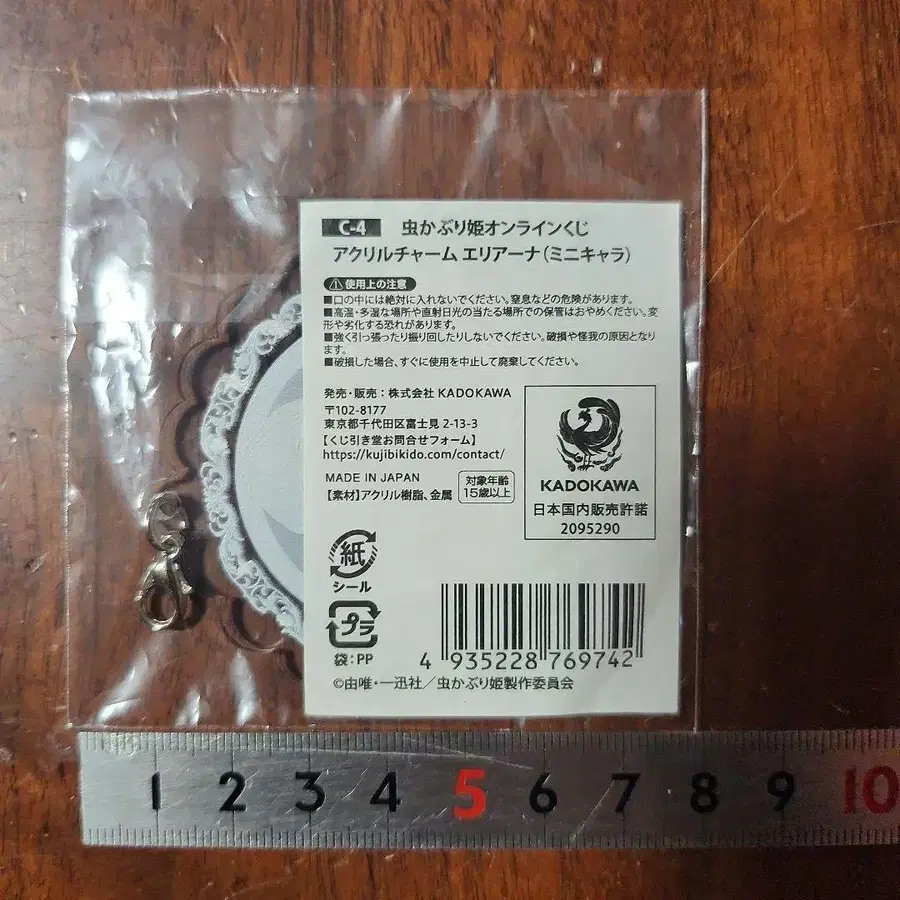 C-4 虫かぶり姫オンラインくじ
アクリルチャーム エリアーナ(ミニキャラ)
使用上の注意
■口の中には絶対に入れないでください。窒息などの危険があります。
■高温・多湿な場所や直射日光の当たる場所での保管はおやめください。変
形や劣化する恐れがあります。
■強く引っ張ったり振り回したりしないでください。破損や怪我の原因となり
ます。
■破損した場合、すぐに使用を中止して廃棄してください。
発売・販売：株式会社 KADOKAWA
〒102-8177
東京都千代田区富士見 2-13-3
【くじ引き堂お問合せフォーム】
https://kujibikido.com/contact/
MADE IN JAPAN
【素材】アクリル樹脂、金属
対象年齢
15歳以上
KADOKAWA
日本国内販売許諾
2095290
紙
シール
プラ
袋：PP
4 935228 769742
©由唯・一迅社／虫かぶり姫製作委員会
1 2 3 4 5 6 7 8 9 10